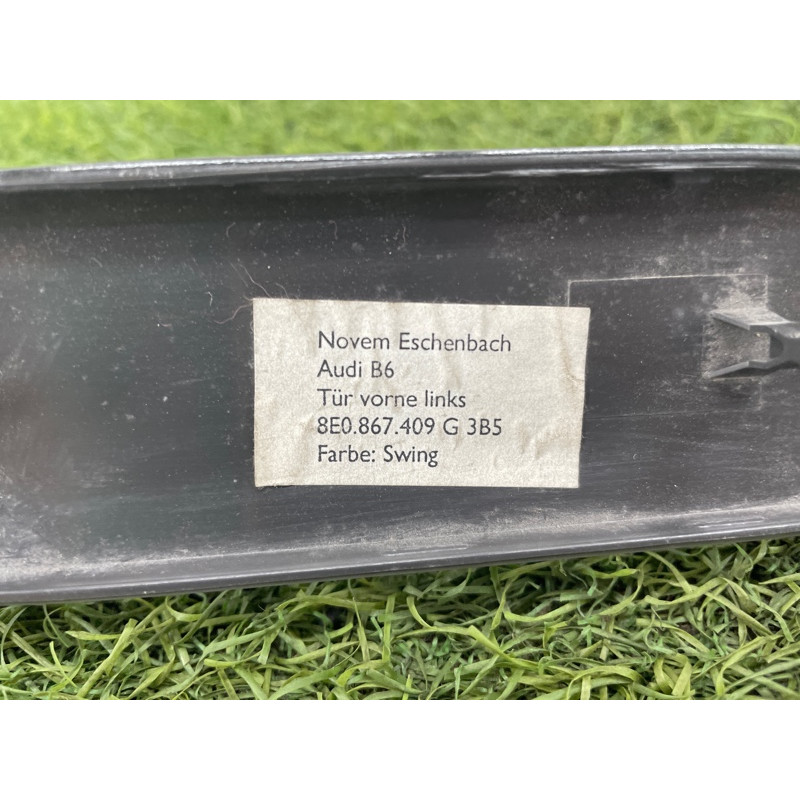 Novem Eschenbach
Audi B6
Tür vorne links
8E0.867.409 G 3B5
Farbe: Swing